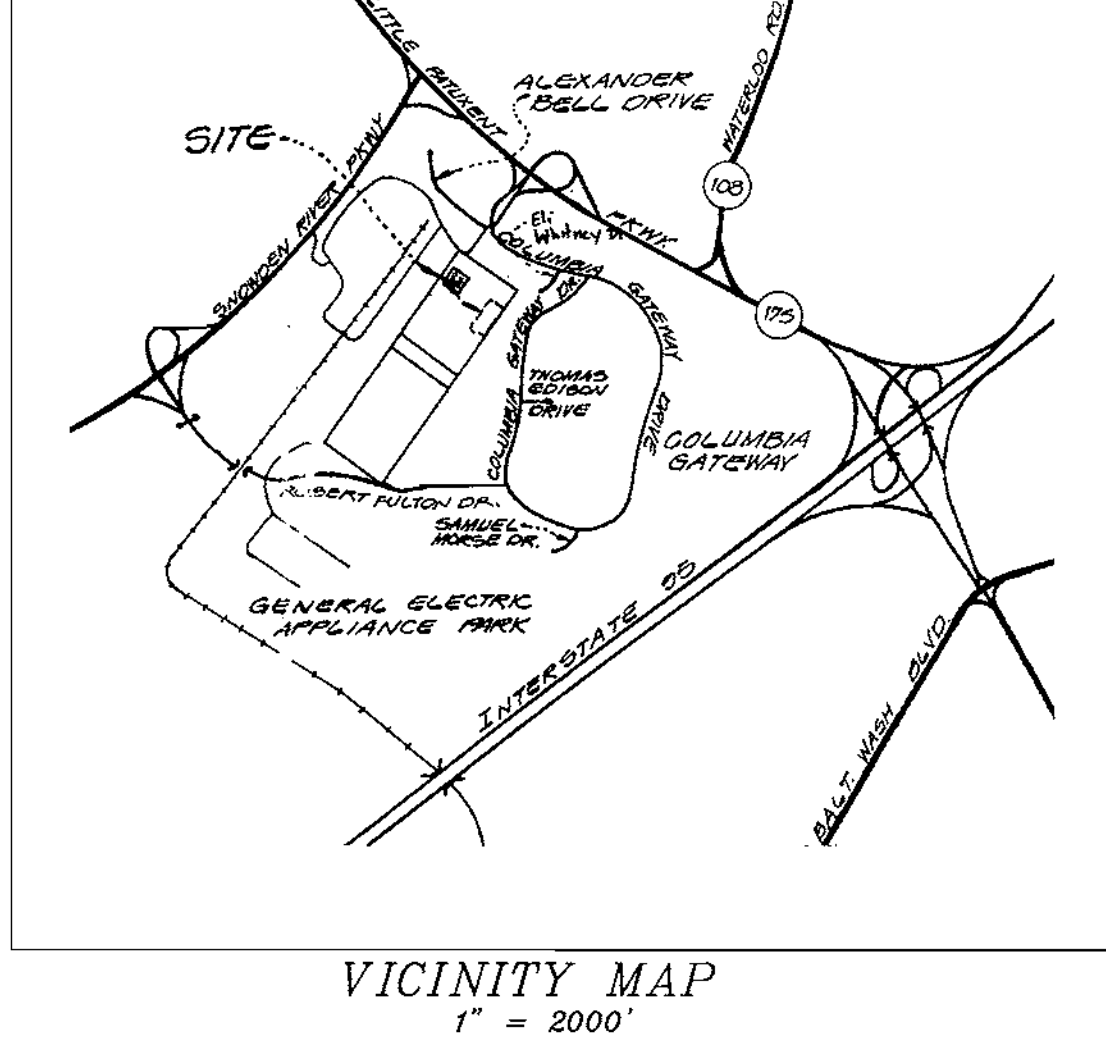 LITTLE PATUXENT PKWY.
WATERLOO RD.
ALEXANDER
BELL DRIVE
SITE
SNOWDEN RIVER PKWY
108
Eli
Whitney Dr
COLUMBIA GATEWAY DRIVE
175
COLUMBIA GATEWAY DR.
THOMAS
EDISON
DRIVE
COLUMBIA
GATEWAY
ROBERT FULTON DR.
SAMUEL
MORSE DR.
GENERAL ELECTRIC
APPLIANCE PARK
INTERSTATE 95
BALT. WASH BLVD.
VICINITY MAP
1" = 2000'